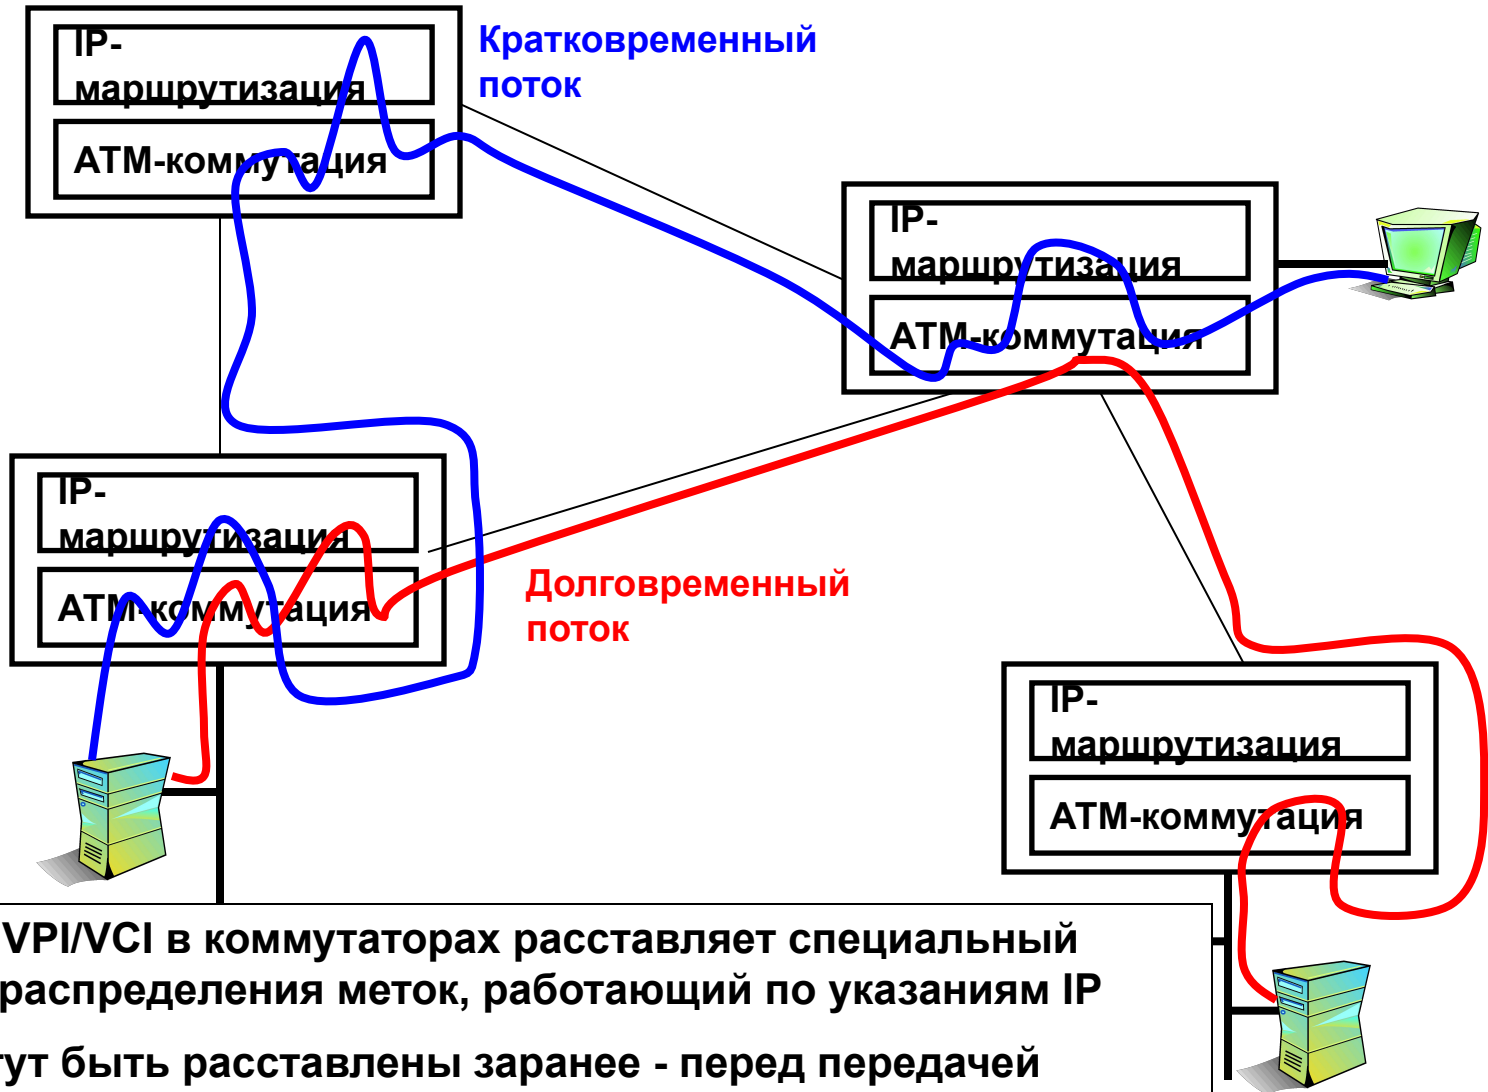 IP-
маршрутизация
АТМ-коммутация
Кратковременный
поток
IP-
маршрутизация
АТМ-коммутация
IP-
маршрутизация
АТМ-коммутация
Долговременный
поток
IP-
маршрутизация
АТМ-коммутация
VPI/VCI в коммутаторах расставляет специальный
распределения меток, работающий по указаниям IP
быть расставлены заранее - перед передачей